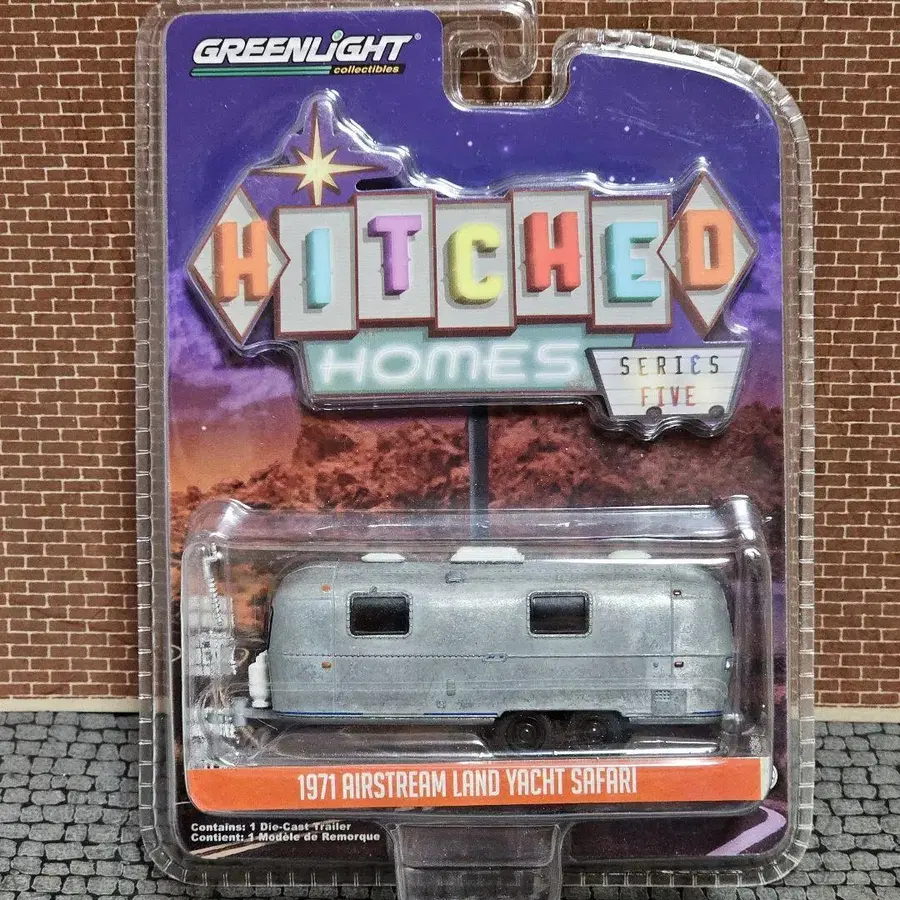 GREENLiGHT®
collectibles
HITCHED
HOMES
SERIES
FIVE
1971 AIRSTREAM LAND YACHT SAFARI
Contains: 1 Die-Cast Trailer
Contient: 1 Modèle de Remorque